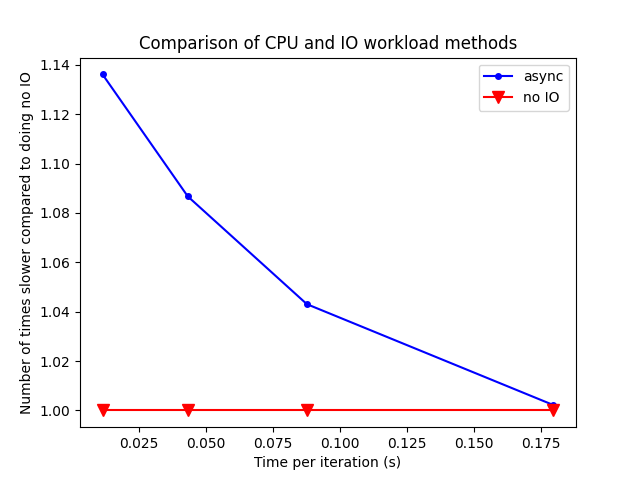 Comparison of CPU and IO workload methods
Number of times slower compared to doing no IO
1.14
1.12
1.10
1.08
1.06
1.04
1.02
1.00
async
no IO
0.025 0.050 0.075 0.100 0.125 0.150 0.175
Time per iteration (s)